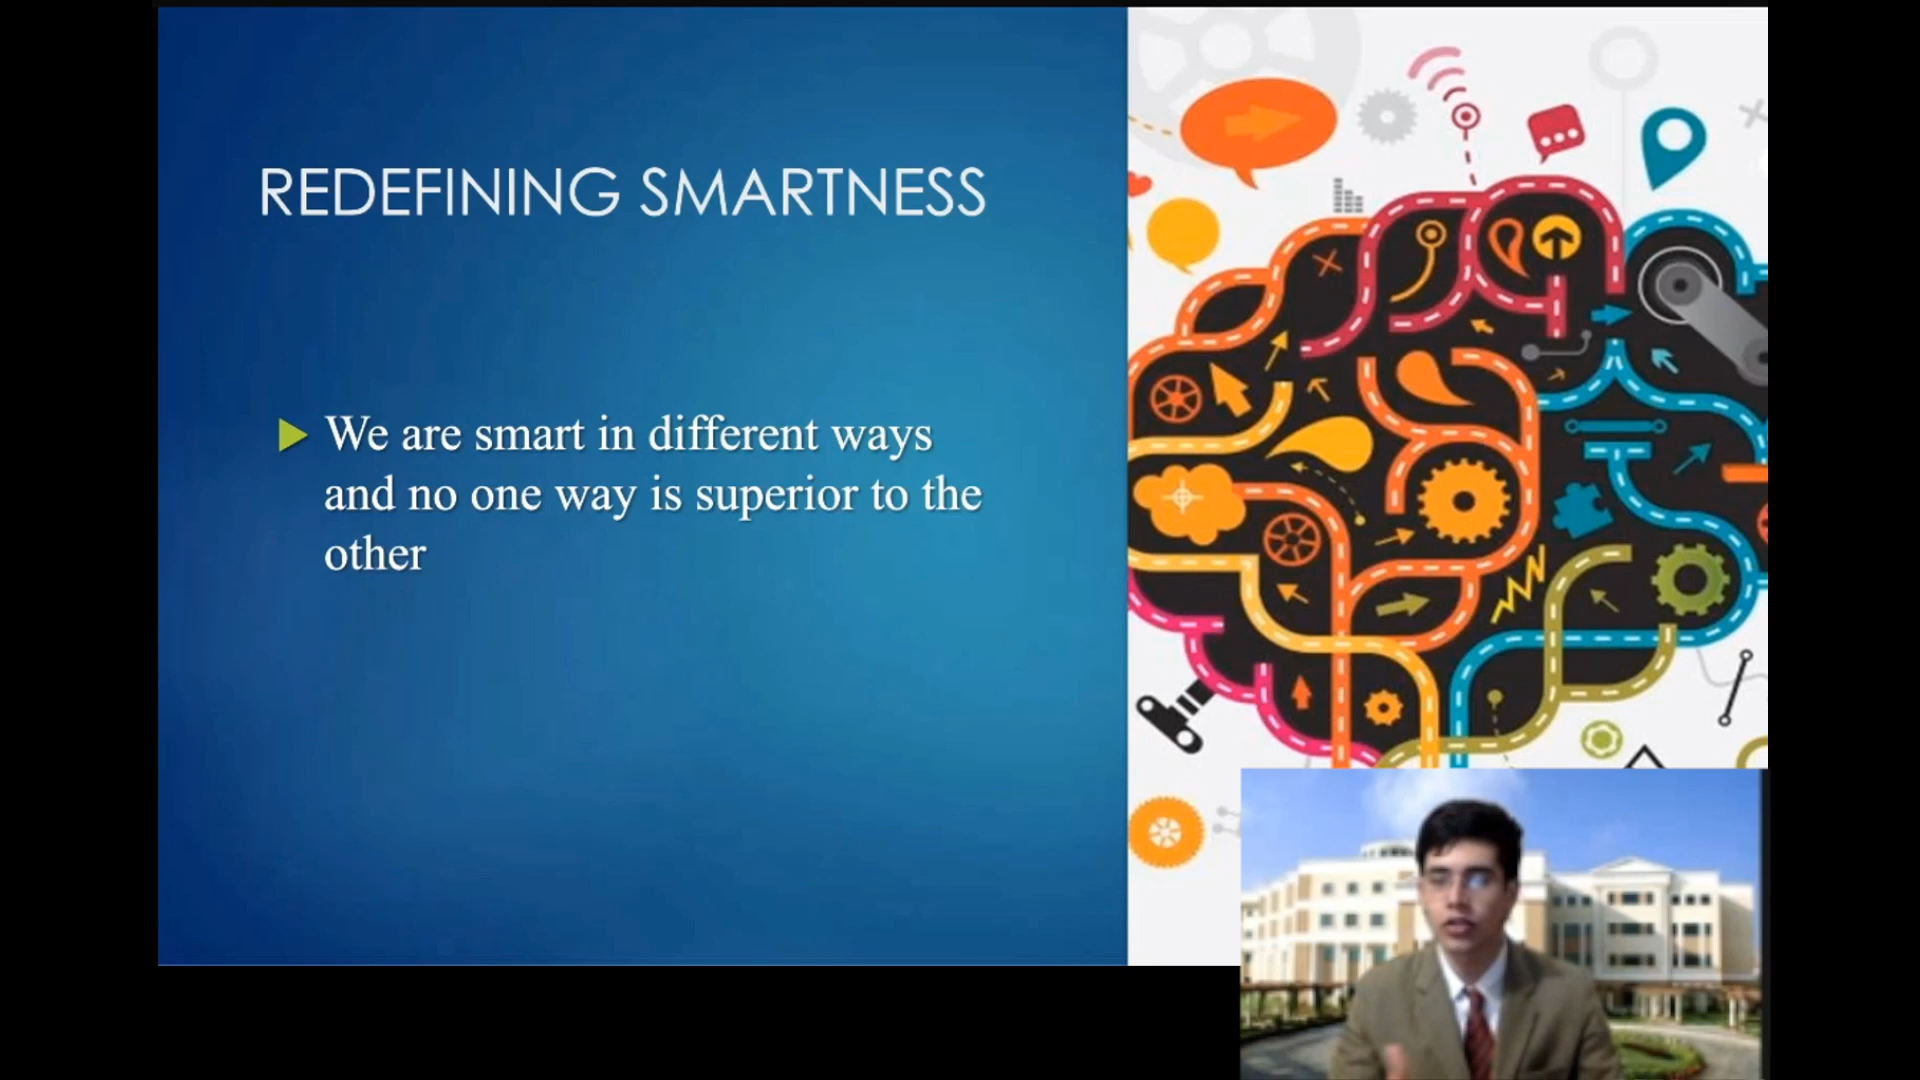 REDEFINING SMARTNESS
We are smart in different ways
and no one way is superior to the
other